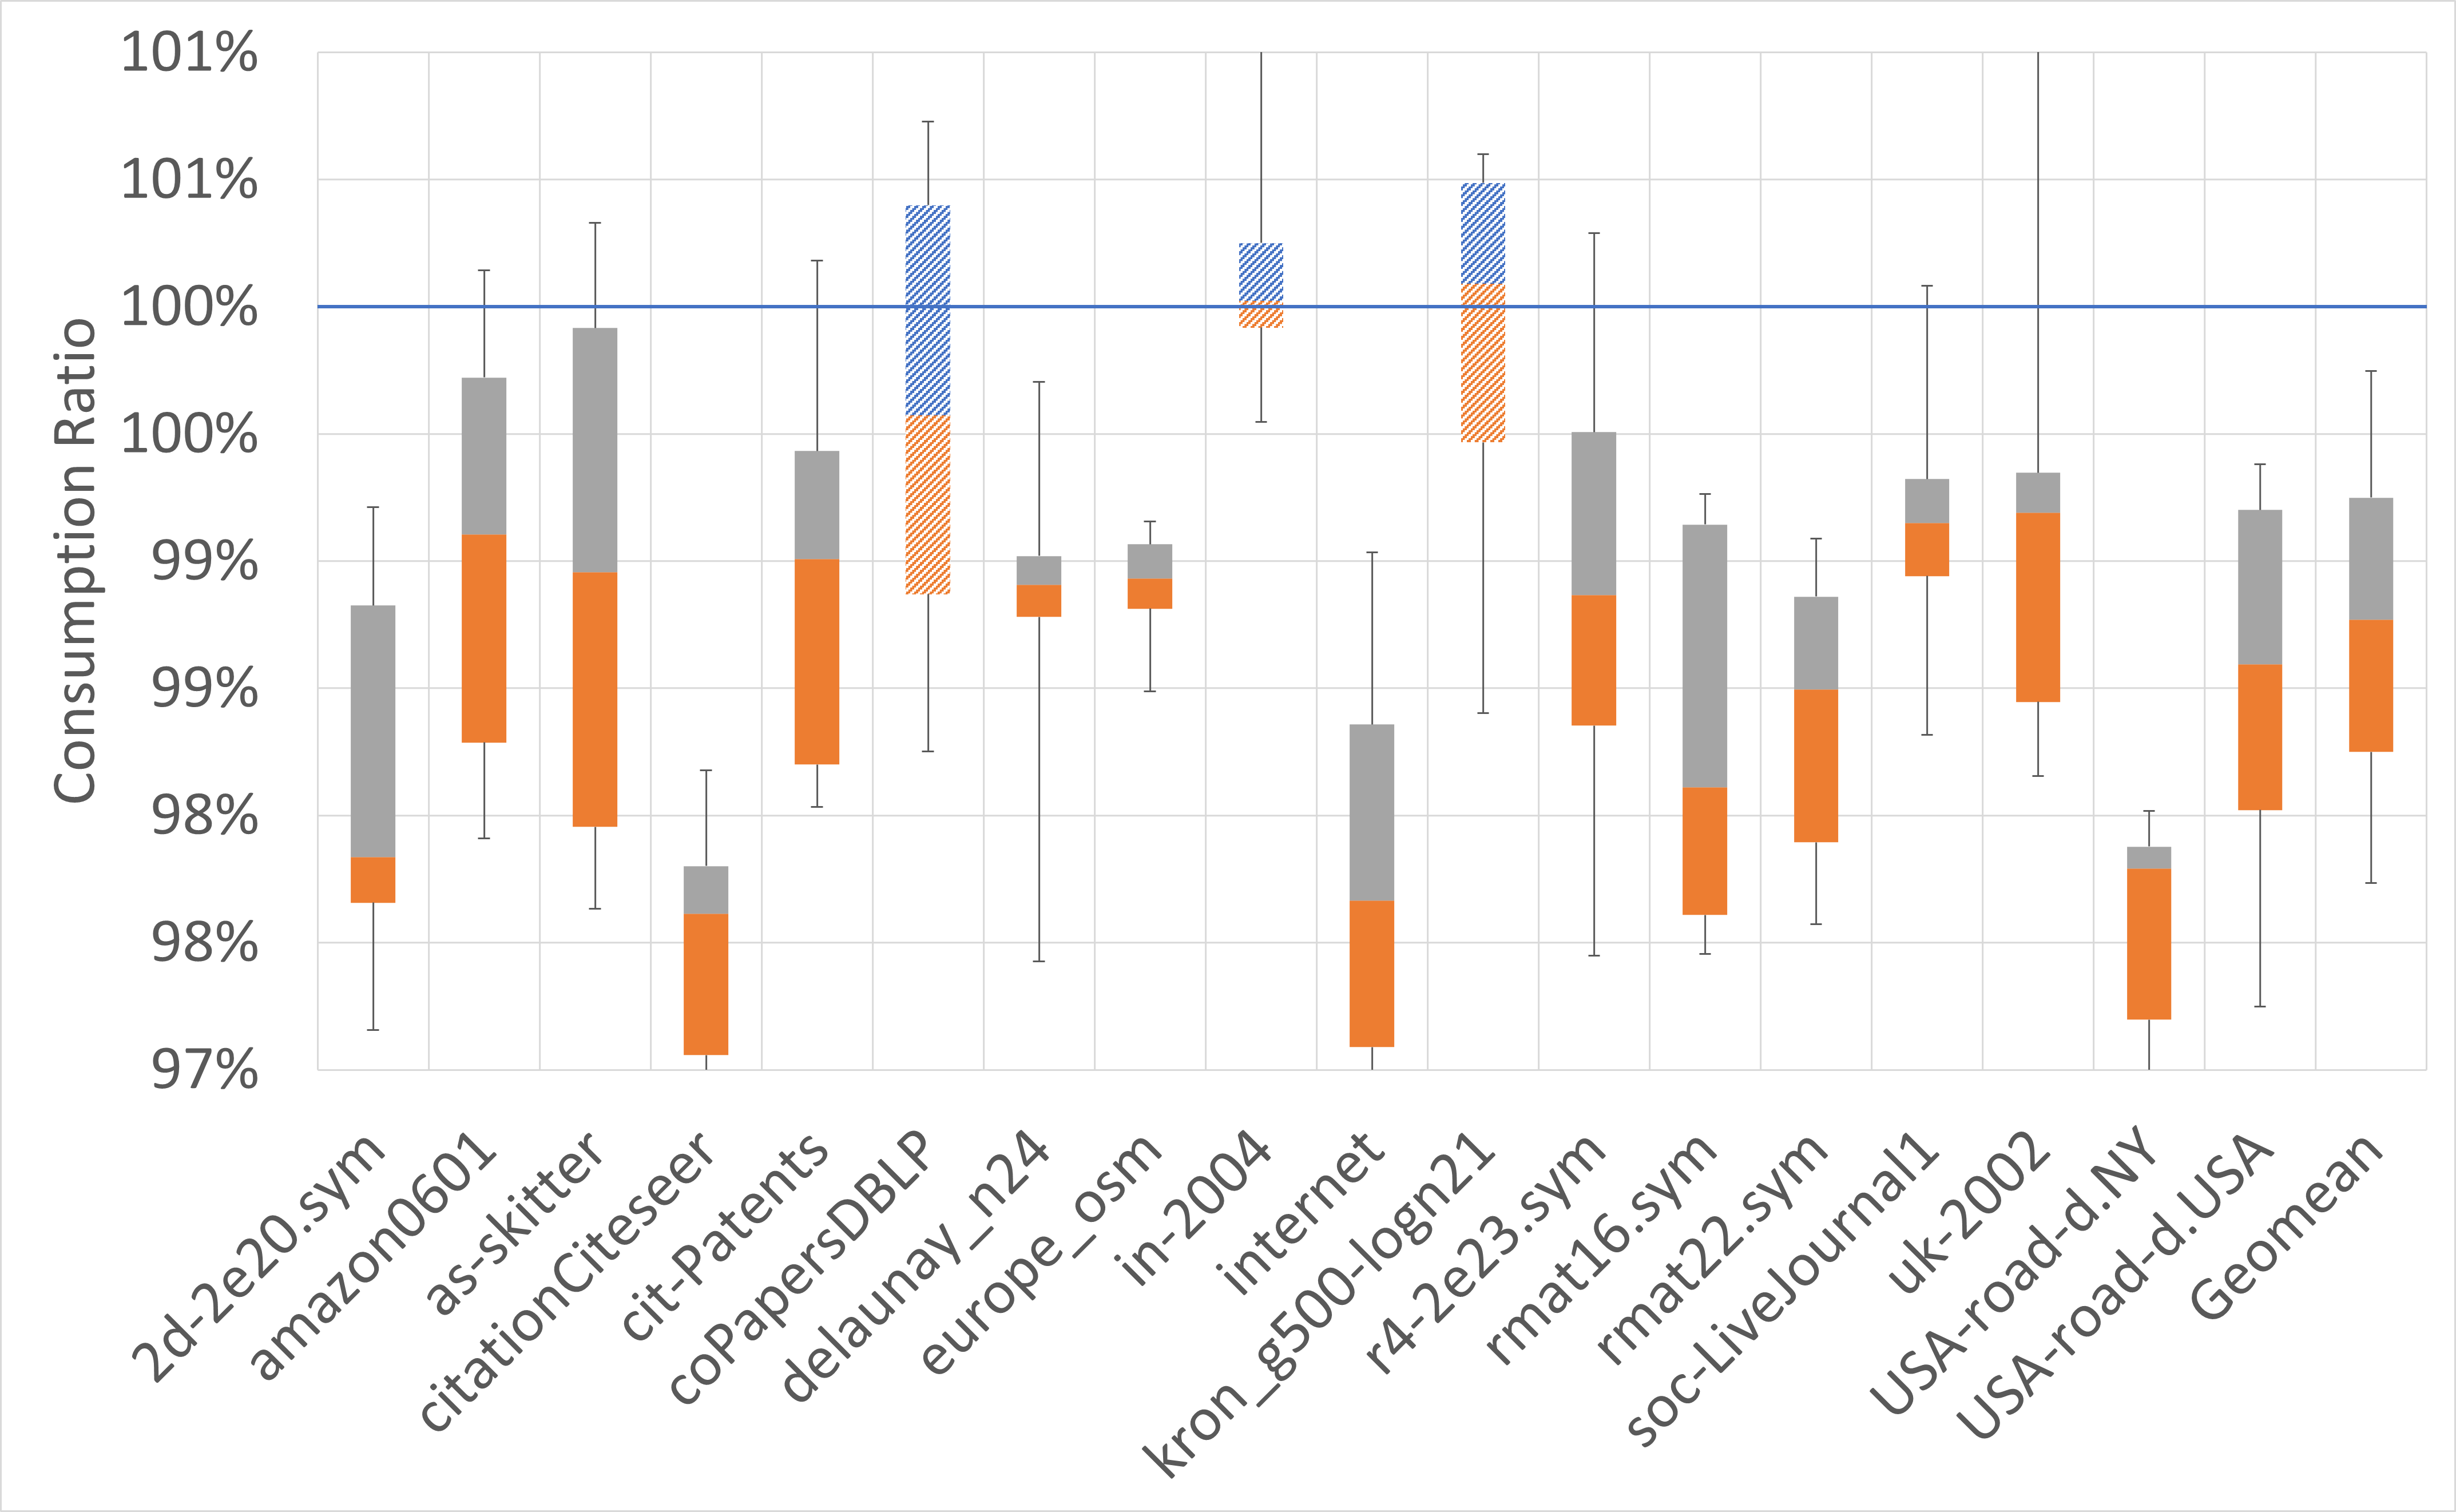 101%
101%
100%
100%
99%
99%
98%
98%
97%
Consumption Ratio
2d-2e20.sym
amazon0601
as-skitter
citationCiteseer
cit-Patents
coPapersDBLP
delaunay_n24
europe_osm
in-2004
internet
kron_g500-logn21
r4-2e23.sym
rmat16.sym
rmat22.sym
soc-LiveJournal1
uk-2002
USA-road-d.NY
USA-road-d.USA
Geomean